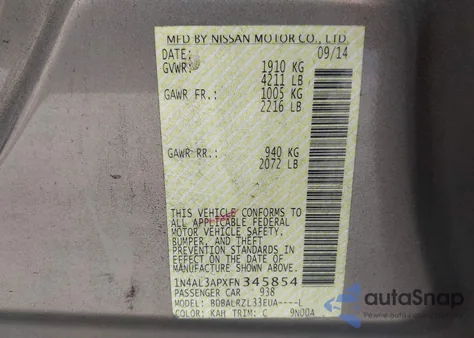 MFD BY NISSAN MOTOR CO., LTD.
DATE: 09/14
GVWR: 1910 KG
4211 LB
GAWR FR.: 1005 KG
2216 LB
GAWR RR.: 940 KG
2072 LB
THIS VEHICLE CONFORMS TO
ALL APPLICABLE FEDERAL
MOTOR VEHICLE SAFETY,
BUMPER, AND THEFT
PREVENTION STANDARDS IN
EFFECT ON THE DATE OF
MANUFACTURE SHOWN ABOVE.
1N4AL3APXFN345854
PASSENGER CAR 938
MODEL: BDBALRZL33EUA----L
COLOR: KAH TRIM: C 9N00A
autoSnap